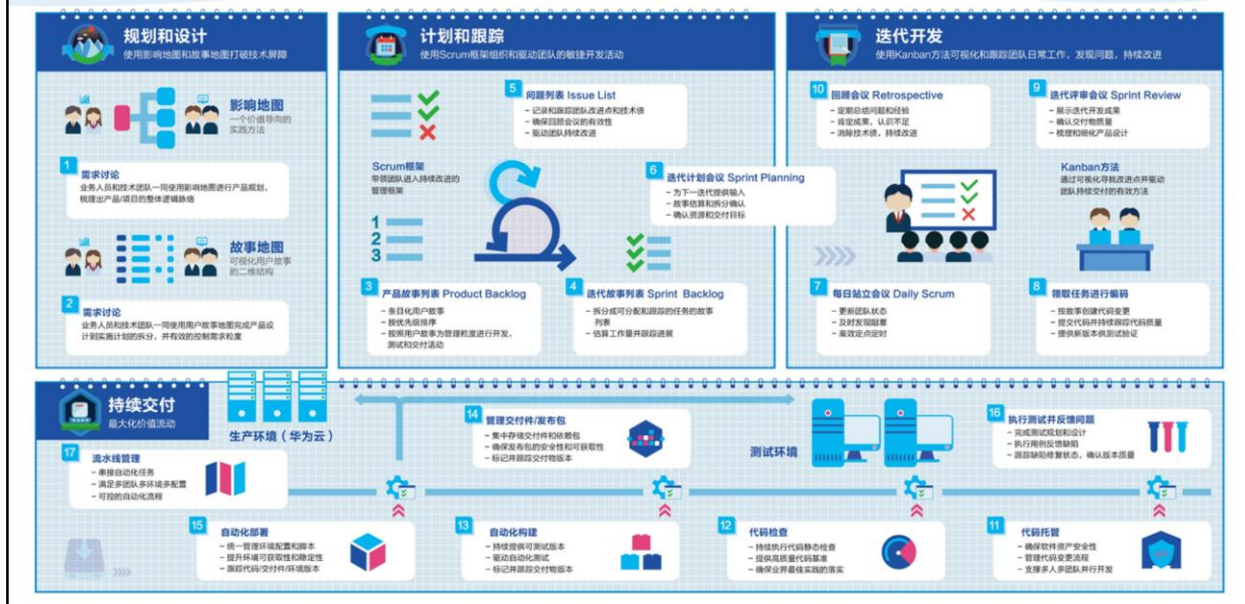 规划和设计
使用影响地图和故事地图打破技术屏障
影响地图
一个价值导向的
实践方法
1
需求讨论
业务人员和技术团队一同使用影响地图进行产品规划，
梳理出产品/项目的整体逻辑脉络
故事地图
可视化用户故事
的二维结构
2
需求讨论
业务人员和技术团队一同使用用户故事地图完成产品设
计到实施计划的拆分，并有效的控制需求粒度
计划和跟踪
使用Scrum框架组织和驱动团队的敏捷开发活动
5
问题列表 Issue List
– 记录和跟踪团队改进点和技术债
– 确保回顾会议的有效性
– 驱动团队持续改进
Scrum框架
带领团队进入持续改进的
管理框架
1
2
3
6
迭代计划会议 Sprint Planning
– 为下一迭代提供输入
– 故事估算和拆分确认
– 确认资源和交付目标
3
产品故事列表 Product Backlog
– 条目化用户故事
– 按优先级排序
– 按照用户故事为管理粒度进行开发，
测试和交付活动
4
迭代故事列表 Sprint Backlog
– 拆分成可分配和跟踪的任务的故事
列表
– 估算工作量并跟踪进展
迭代开发
使用Kanban方法可视化和跟踪团队日常工作，发现问题，持续改进
10
回顾会议 Retrospective
– 定期总结问题和经验
– 肯定成果，认识不足
– 消除技术债，持续改进
9
迭代评审会议 Sprint Review
– 展示迭代开发成果
– 确认交付物质量
– 梳理和细化产品设计
Kanban方法
通过可视化寻找改进点并驱动
团队持续交付的有效方法
7
每日站立会议 Daily Scrum
– 更新团队状态
– 及时发现阻塞
– 高效定点定时
8
领取任务进行编码
– 按故事创建代码变更
– 提交代码并持续跟踪代码质量
– 提供新版本供测试验证
持续交付
最大化价值流动
生产环境（华为云）
17
流水线管理
– 串接自动化任务
– 满足多团队多环境多配置
– 可控的自动化流程
14
管理交付件/发布包
– 集中存储交付件和依赖包
– 确保发布包的安全性和可获取性
– 标记并跟踪交付物版本
测试环境
16
执行测试并反馈问题
– 完成测试规划和设计
– 执行用例反馈缺陷
– 跟踪缺陷修复状态，确认版本质量
15
自动化部署
– 统一管理环境配置和脚本
– 提升环境可获取性和稳定性
– 跟踪代码/交付件/环境版本
13
自动化构建
– 持续提供可测试版本
– 驱动自动化测试
– 标记并跟踪交付物版本
12
代码检查
– 持续执行代码静态检查
– 提供高质量代码基准
– 确保业界最佳实践的落实
11
代码托管
– 确保软件资产安全性
– 管理代码变更流程
– 支撑多人多团队并行开发